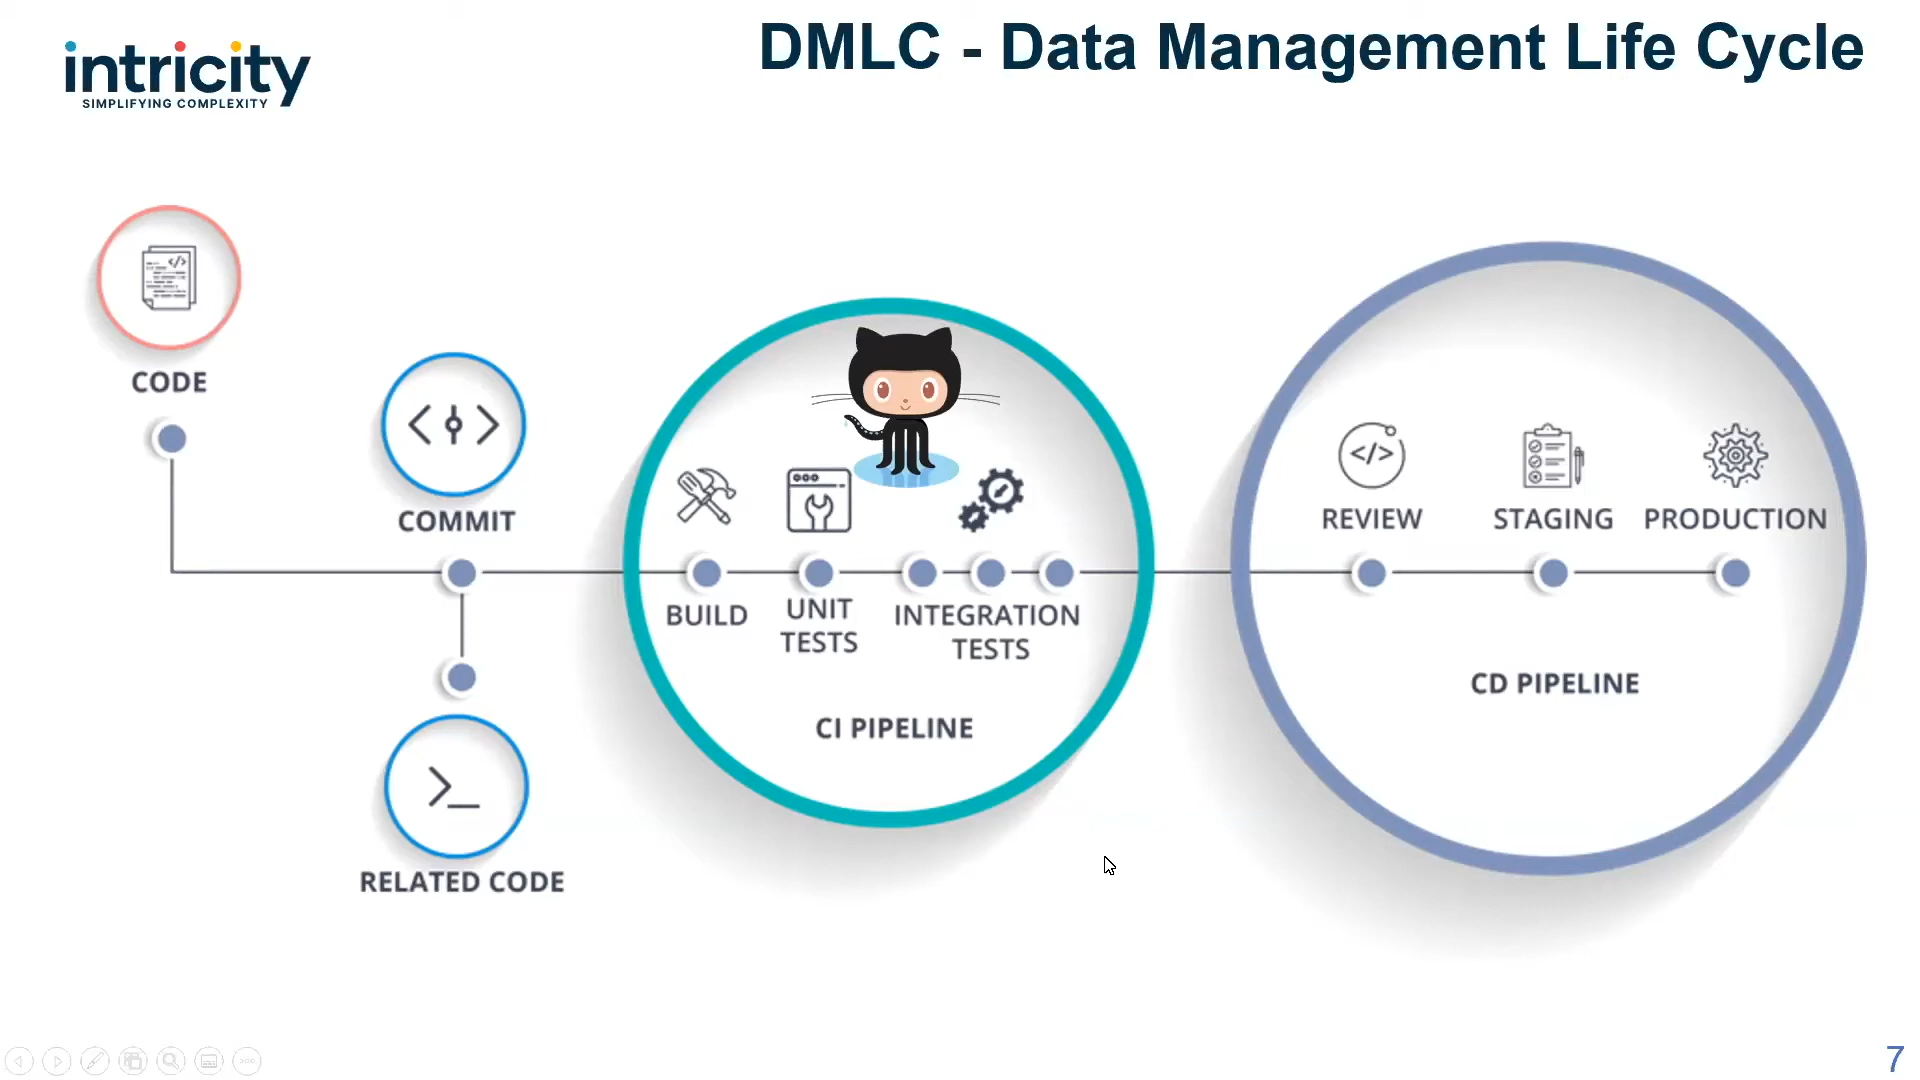 intricity
SIMPLIFYING COMPLEXITY
DMLC - Data Management Life Cycle
CODE
COMMIT
RELATED CODE
BUILD
UNIT
TESTS
INTEGRATION
TESTS
CI PIPELINE
REVIEW
STAGING
PRODUCTION
CD PIPELINE
7